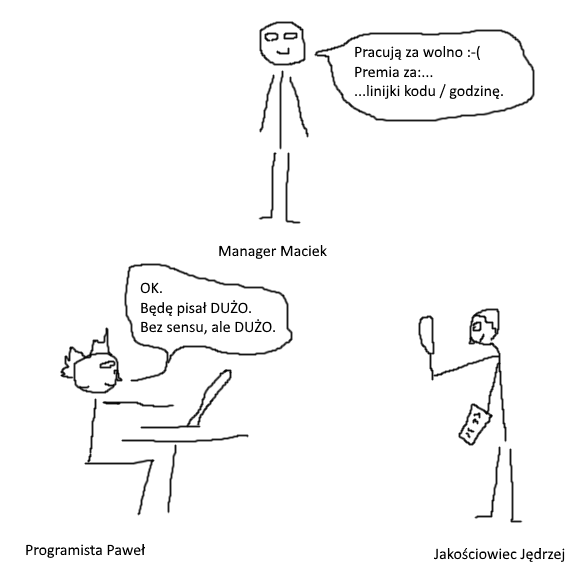 Pracują za wolno :-(
Premia za:...
...linijki kodu / godzinę.
Manager Maciek
OK.
Będę pisał DUŻO.
Bez sensu, ale DUŻO.
Programista Paweł
Jakościowiec Jędrzej